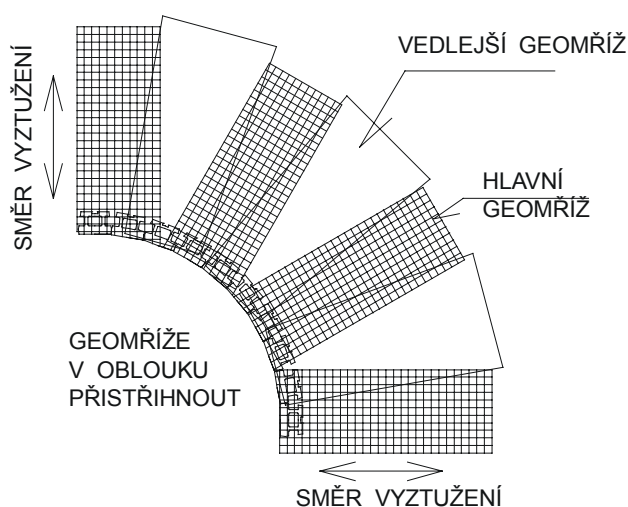 VEDLEJŠÍ GEOMŘÍŽ
SMĚR VYZTUŽENÍ
HLAVNÍ
GEOMŘÍŽ
GEOMŘÍŽE
V OBLOUKU
PŘISTŘIHNOUT
SMĚR VYZTUŽENÍ